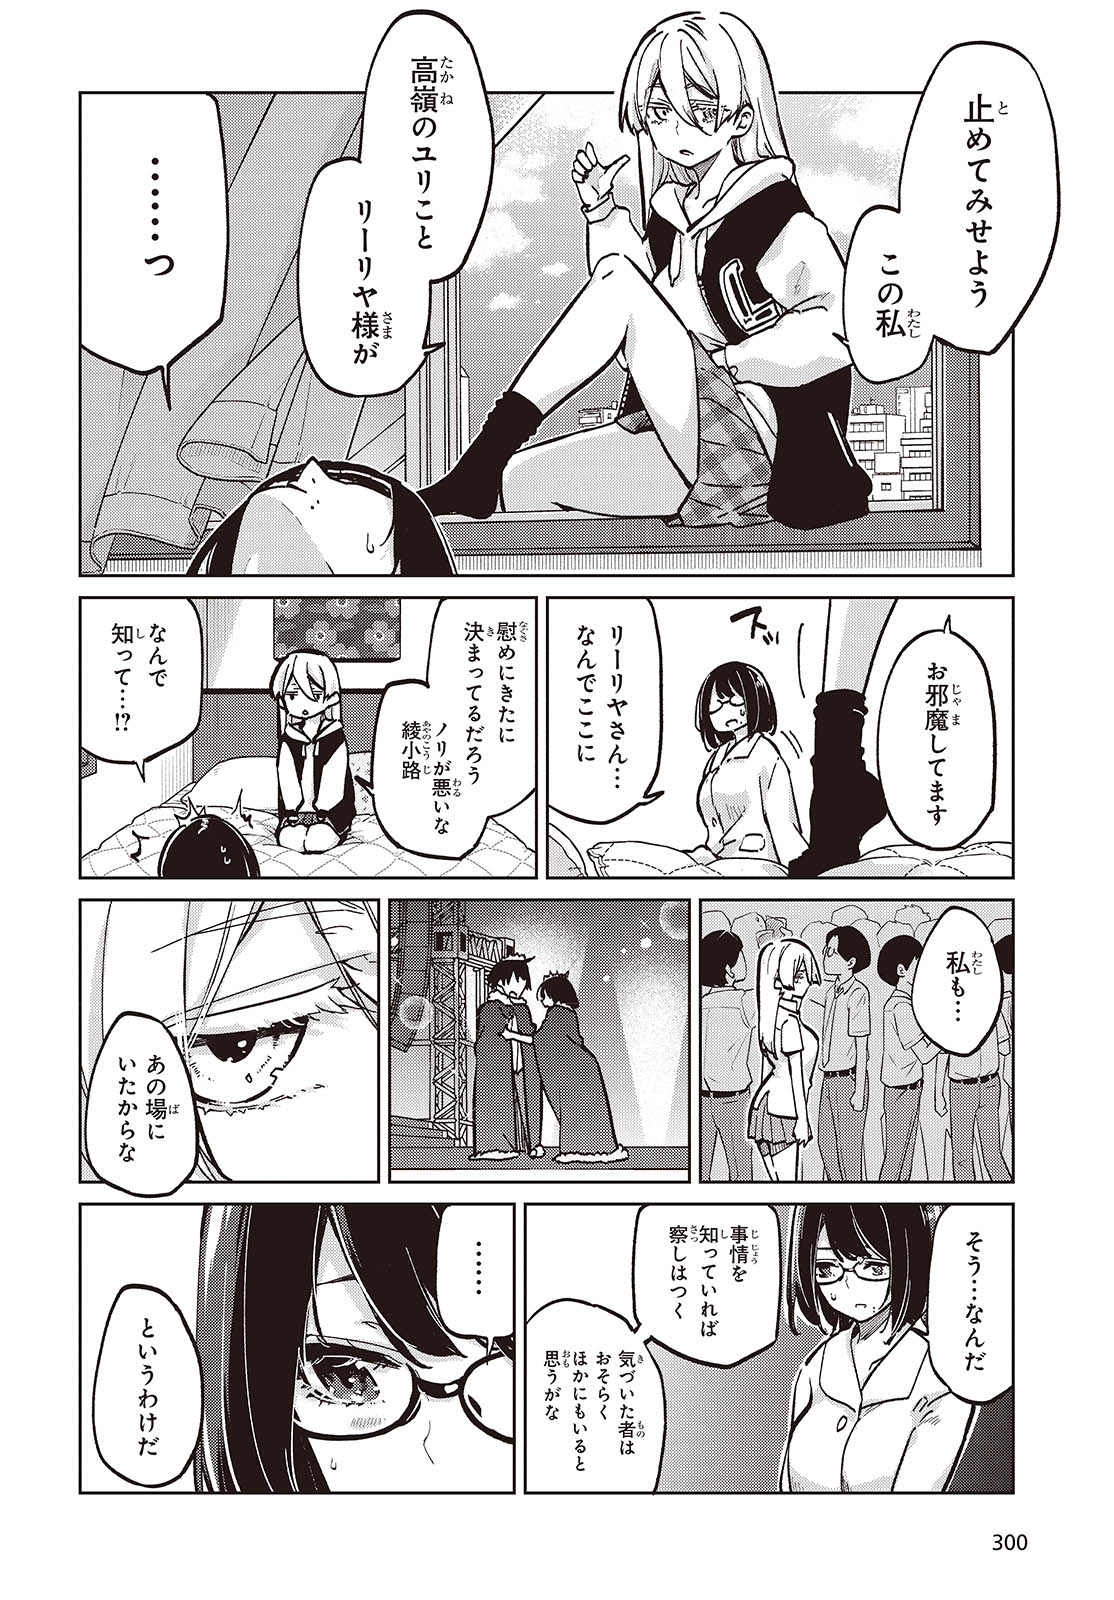 止めてみせよう
この私
高嶺のユリこと
リーリヤ様が
……っ
お邪魔してます
ズッ
リーリヤさん…
なんでここに
慰めにきたに
決まってるだろう
ノリが悪いな
綾小路
なんで
知って…!?
私も…
あの場に
いたからな
そう…なんだ
事情を
知っていれば
察しはつく
気づいた者は
おそらく
ほかにもいると
思うがな
……
というわけだ
300